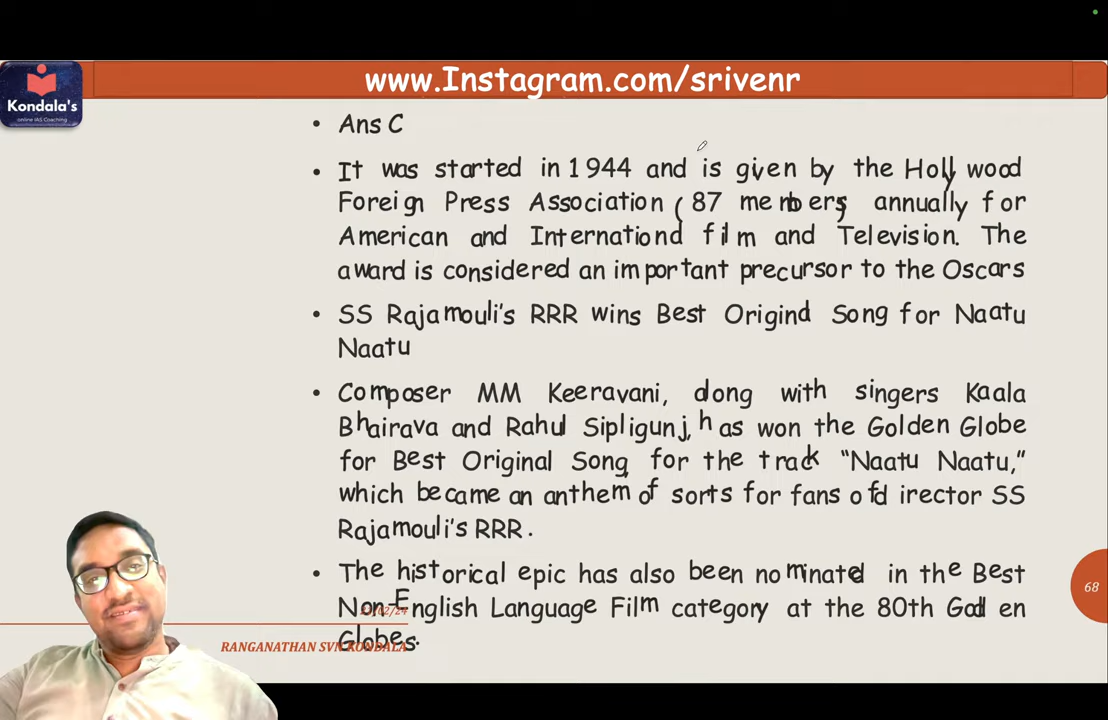 www.Instagram.com/srivenr
Kondala's
online IAS Coaching
• Ans C
• It was started in 1944 and is given by the Hollywood
Foreign Press Association (87 members annually for
American and International film and Television. The
award is considered an important precursor to the Oscars
• SS Rajamouli's RRR wins Best Original Song for Naatu
Naatu
• Composer MM Keeravani, along with singers Kaala
Bhairava and Rahul Sipligunj, has won the Golden Globe
for Best Original Song for the track “Naatu Naatu,”
which became an anthem of sorts for fans of director SS
Rajamouli's RRR.
• The historical epic has also been nominated in the Best
Non-English Language Film category at the 80th Golden
Globes.
RANGANATHAN SVN KONDALA
68